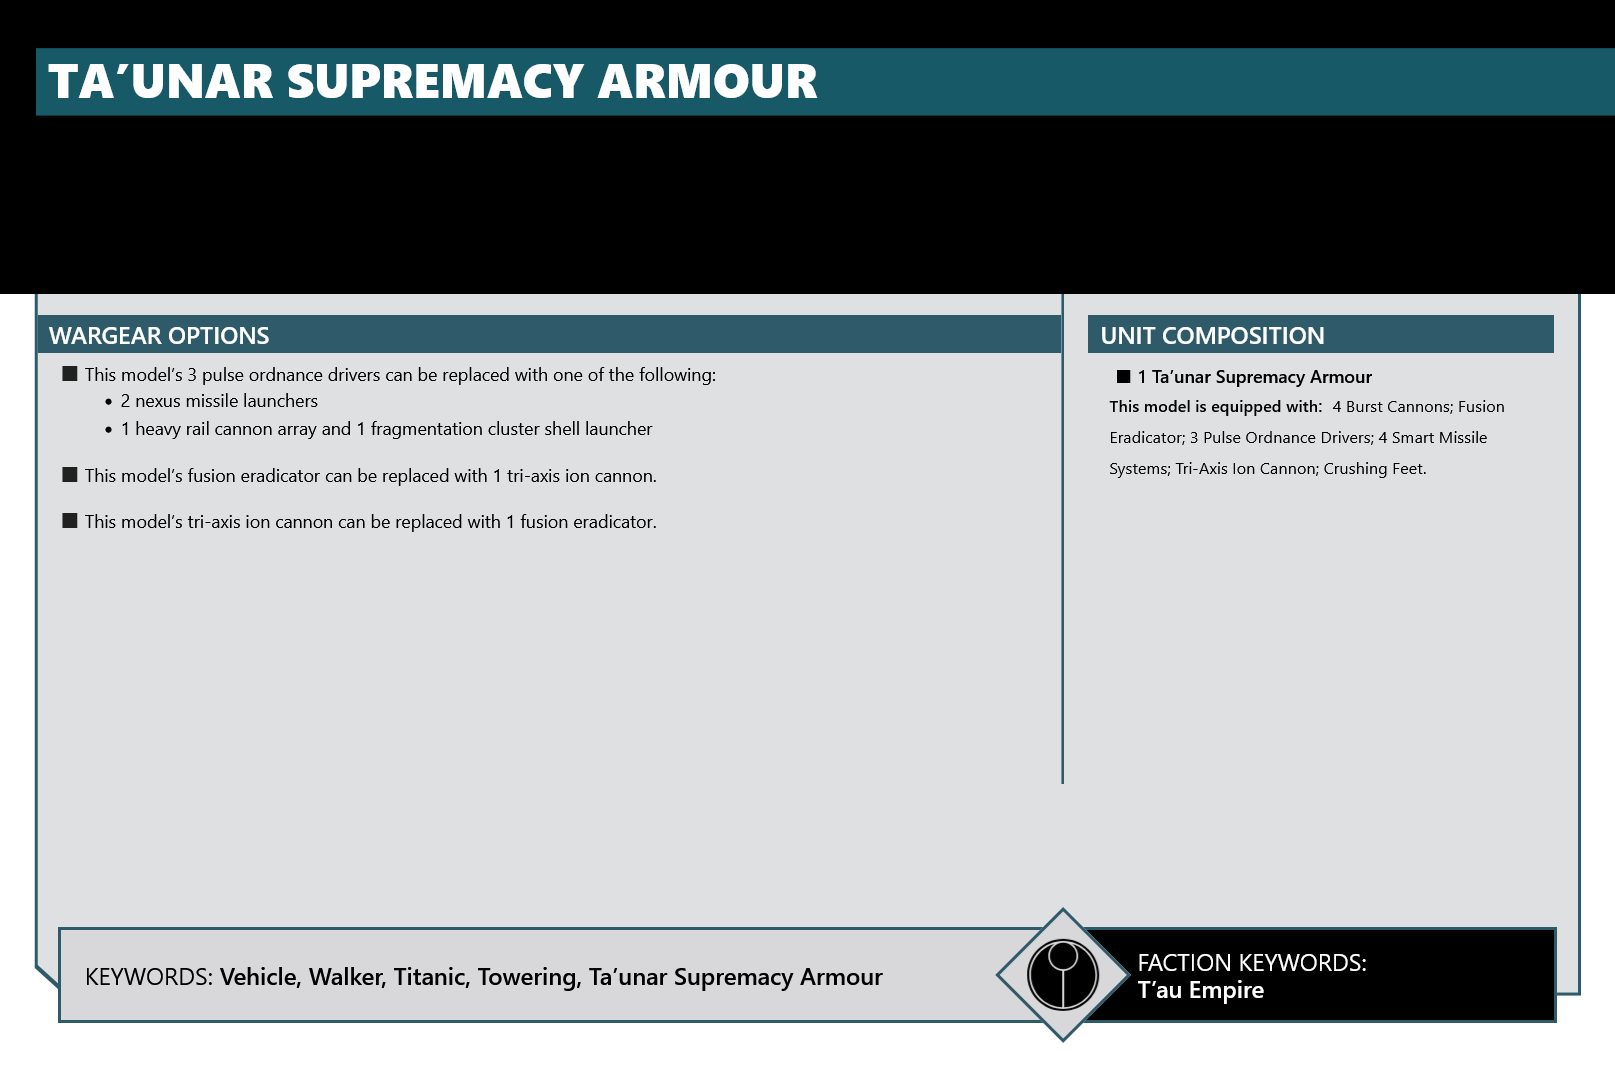 TA’UNAR SUPREMACY ARMOUR
WARGEAR OPTIONS
■ This model’s 3 pulse ordnance drivers can be replaced with one of the following:
• 2 nexus missile launchers
• 1 heavy rail cannon array and 1 fragmentation cluster shell launcher
■ This model’s fusion eradicator can be replaced with 1 tri-axis ion cannon.
■ This model’s tri-axis ion cannon can be replaced with 1 fusion eradicator.
UNIT COMPOSITION
■ 1 Ta’unar Supremacy Armour
This model is equipped with: 4 Burst Cannons; Fusion
Eradicator; 3 Pulse Ordnance Drivers; 4 Smart Missile
Systems; Tri-Axis Ion Cannon; Crushing Feet.
KEYWORDS: Vehicle, Walker, Titanic, Towering, Ta’unar Supremacy Armour
FACTION KEYWORDS:
T’au Empire